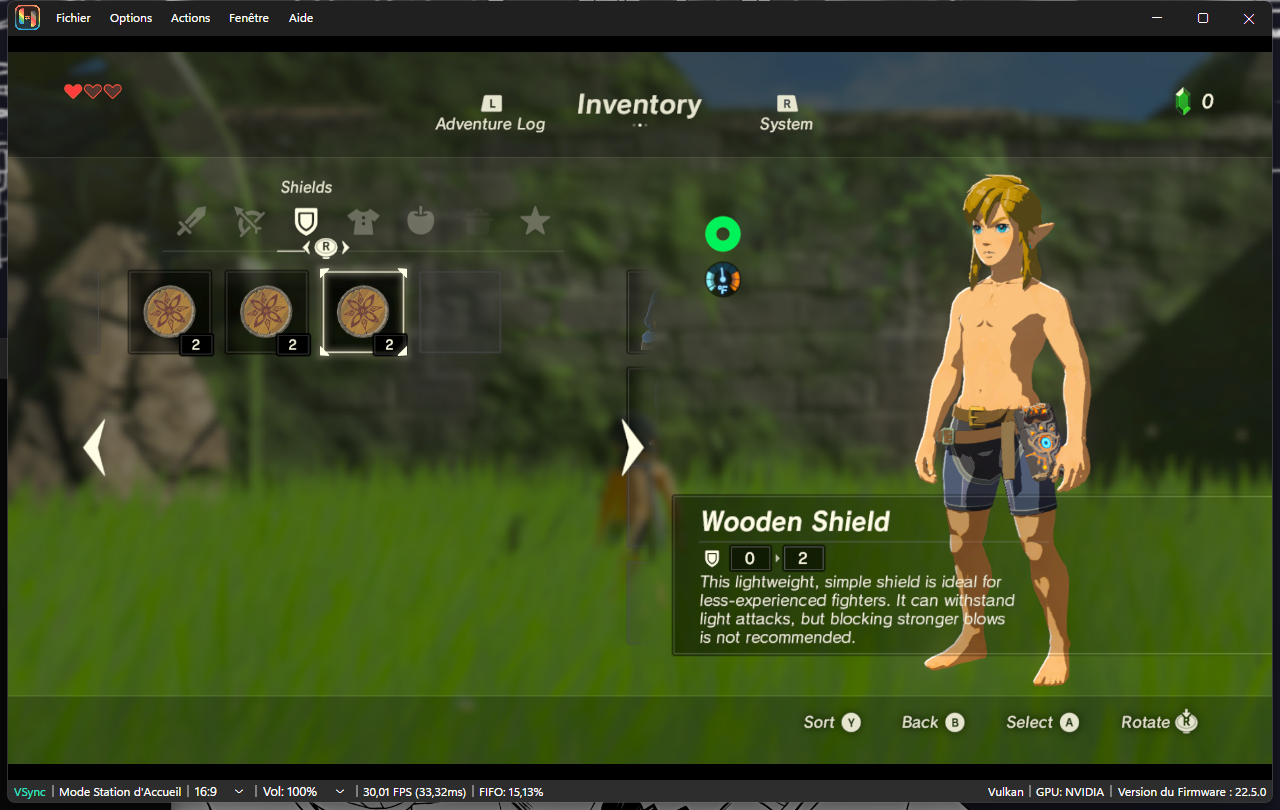 Fichier Options Actions Fenêtre Aide
L Inventory R
Adventure Log System
0
Shields
R
2 2 2
°F
Wooden Shield
0 2
This lightweight, simple shield is ideal for
less-experienced fighters. It can withstand
light attacks, but blocking stronger blows
is not recommended.
Sort Y Back B Select A Rotate R
VSync Mode Station d'Accueil 16:9 Vol: 100% 30,01 FPS (33,32ms) FIFO: 15,13% Vulkan GPU: NVIDIA Version du Firmware : 22.5.0